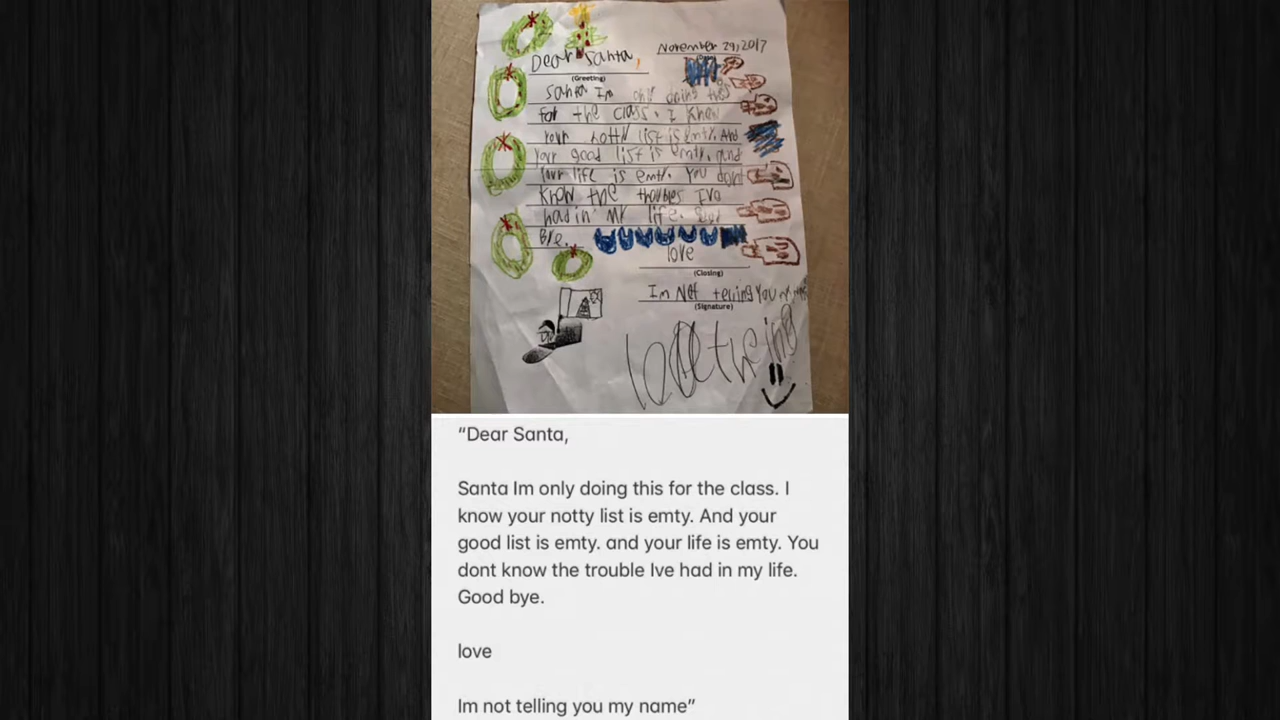 Dear Santa,
November 29, 2017
(Greeting)
Santa Im only doing this
for the class. I know
your notty list is emty. And
your good list is emty. and
your life is emty. You dont
know the troubles Ive
had in my life. Good
Bye.
love
(Closing)
Im Not telling you my name
(Signature)
“Dear Santa,
Santa Im only doing this for the class. I
know your notty list is emty. And your
good list is emty. and your life is emty. You
dont know the trouble Ive had in my life.
Good bye.
love
Im not telling you my name”